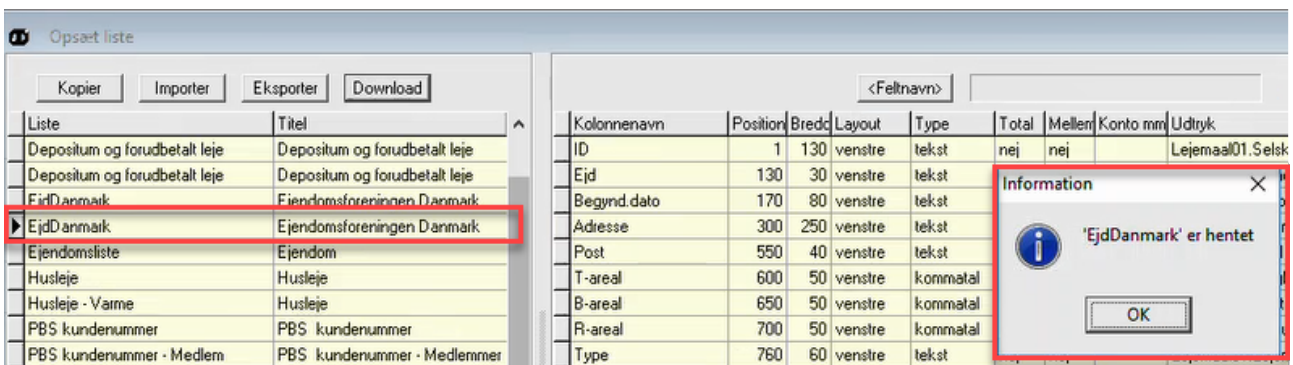 Opsæt liste
Kopier Importer Eksporter Download <Feltnavn>
Liste Titel Kolonnenavn Position Bredd Layout Type Total Mellem Konto mm Udtryk
Depositum og forudbetalt leje Depositum og forudbetalt leje ID 1 130 venstre tekst nej nej Lejemaal01.Selsk
Depositum og forudbetalt leje Depositum og forudbetalt leje Ejd 130 30 venstre tekst
Information
EjdDanmark Ejendomsforeningen Danmark Begynd.dato 170 80 venstre tekst
EjdDanmark Ejendomsforeningen Danmark Adresse 300 250 venstre tekst
'EjdDanmark' er hentet
Ejendomsliste Ejendom Post 550 40 venstre tekst
Husleje Husleje T-areal 600 50 venstre kommatal
Husleje - Varme Husleje B-areal 650 50 venstre kommatal
OK
PBS kundenummer PBS kundenummer R-areal 700 50 venstre kommatal
PBS kundenummer - Medlem PBS kundenummer - Medlemmer Type 760 60 venstre tekst